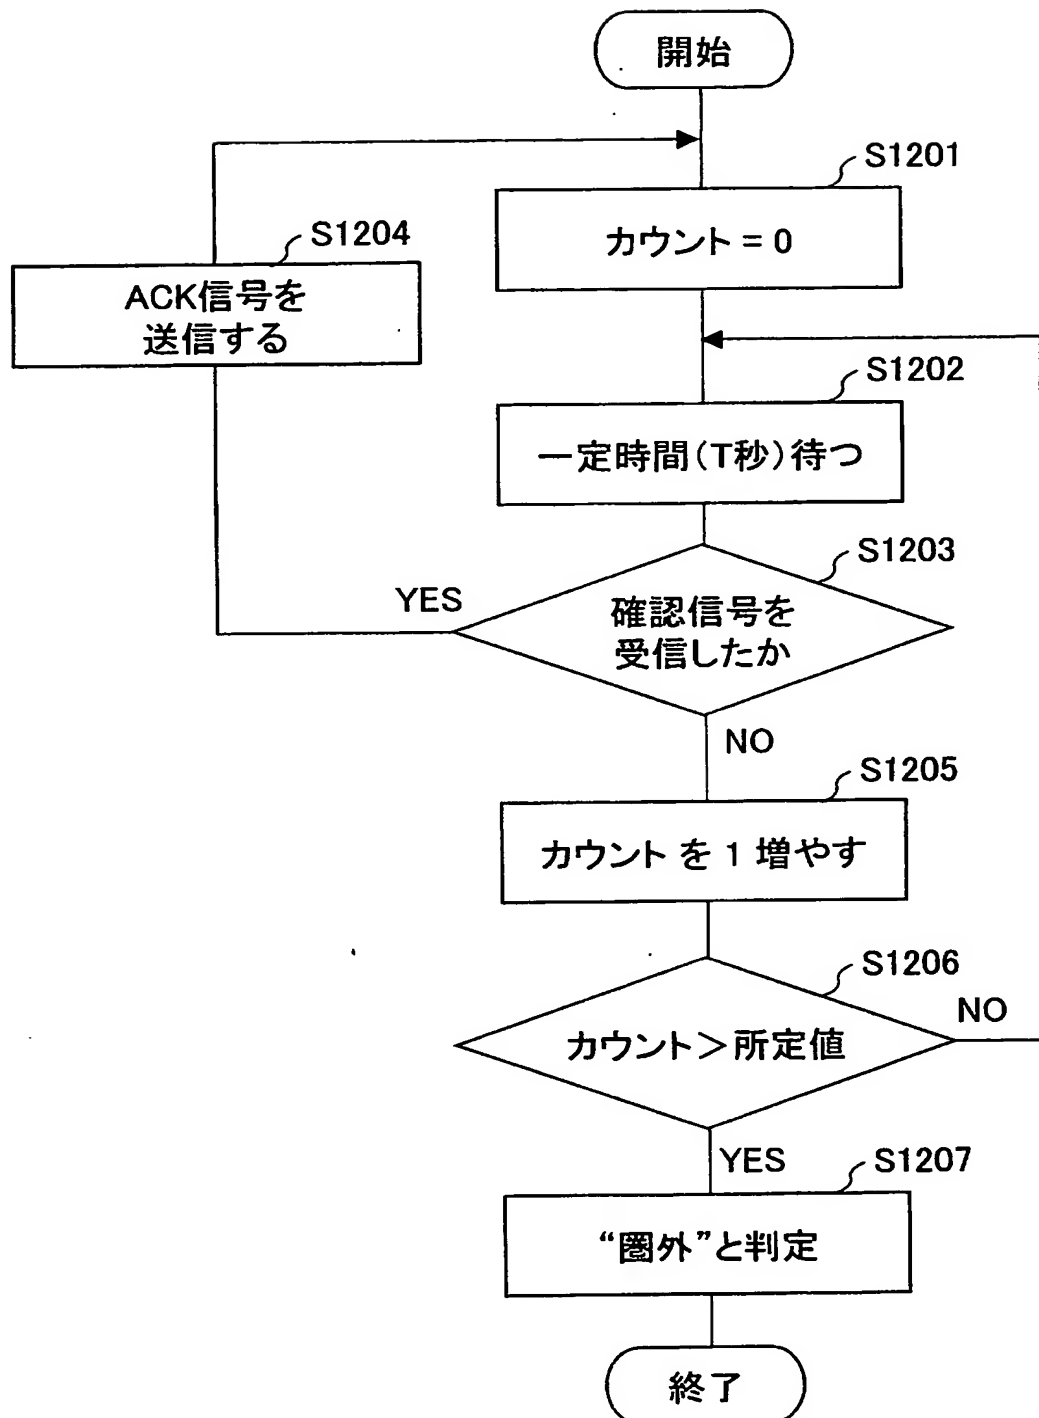 開始
S1201
カウント = 0
S1204
ACK信号を
送信する
S1202
一定時間(T秒)待つ
S1203
YES
確認信号を
受信したか
NO
S1205
カウント を 1 増やす
S1206
NO
カウント>所定値
YES
S1207
“圏外”と判定
終了